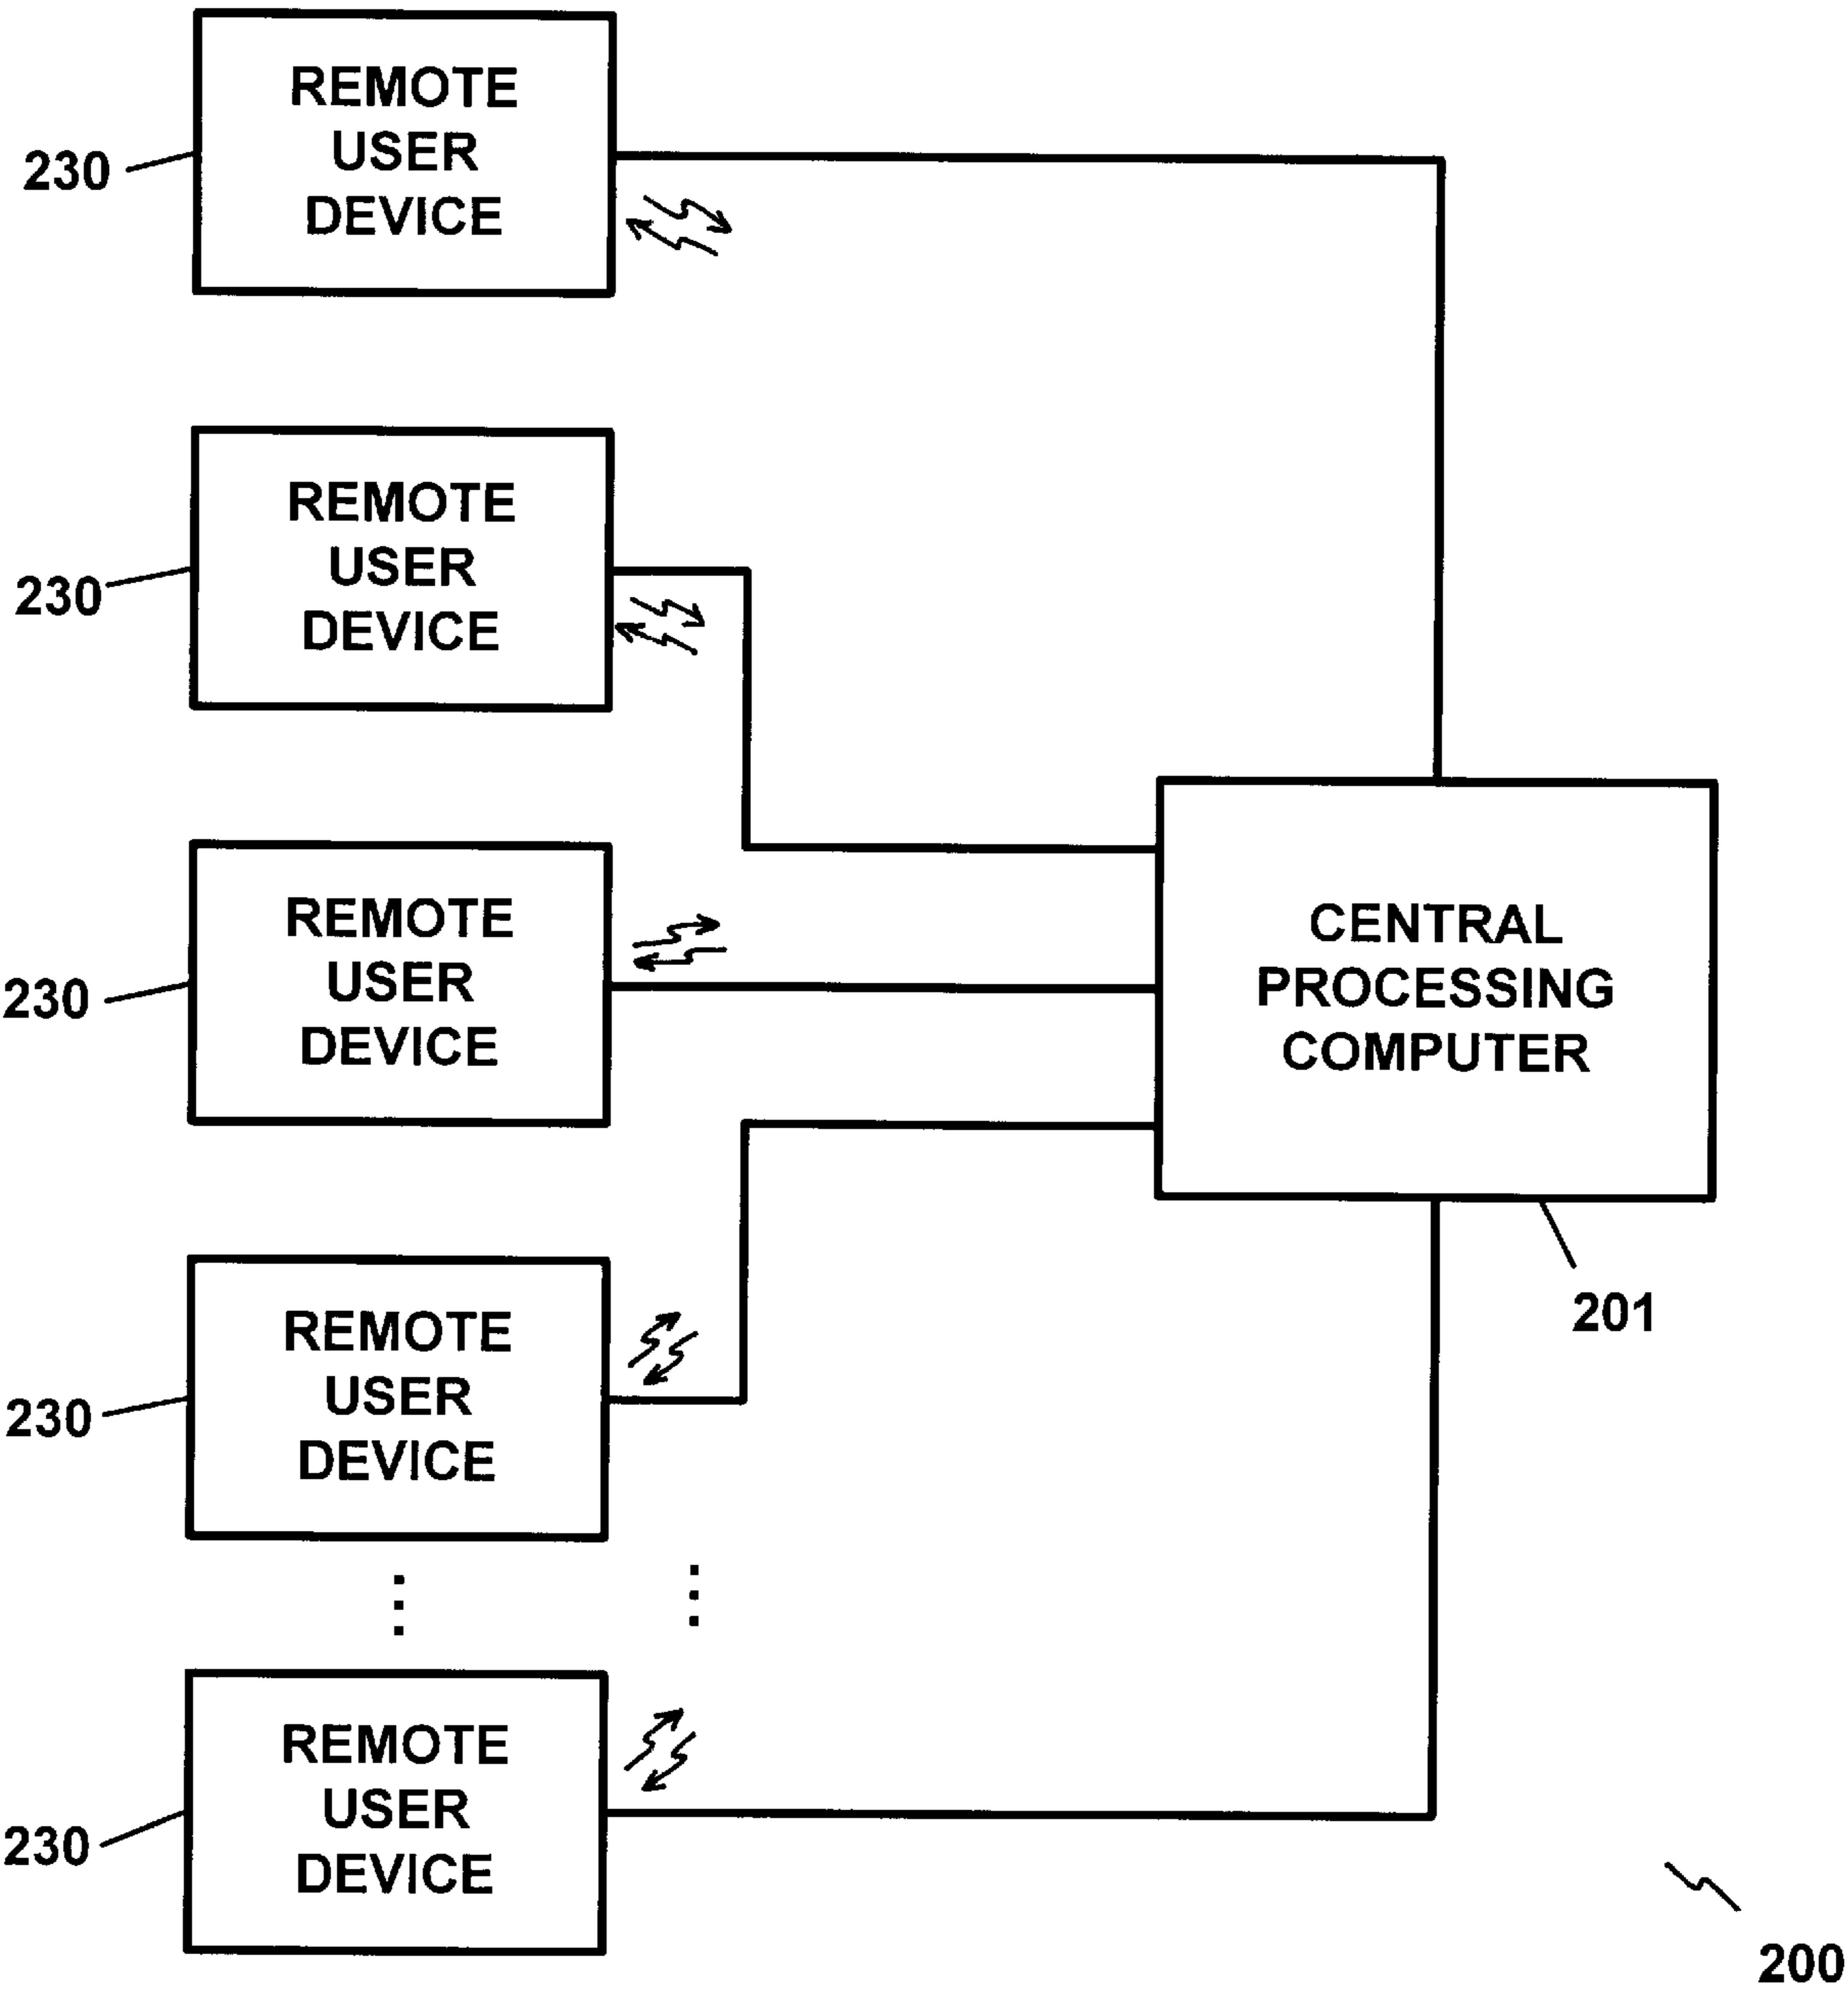 REMOTE
USER
DEVICE
230
REMOTE
USER
DEVICE
230
REMOTE
USER
DEVICE
230
CENTRAL
PROCESSING
COMPUTER
201
REMOTE
USER
DEVICE
230
REMOTE
USER
DEVICE
230
200